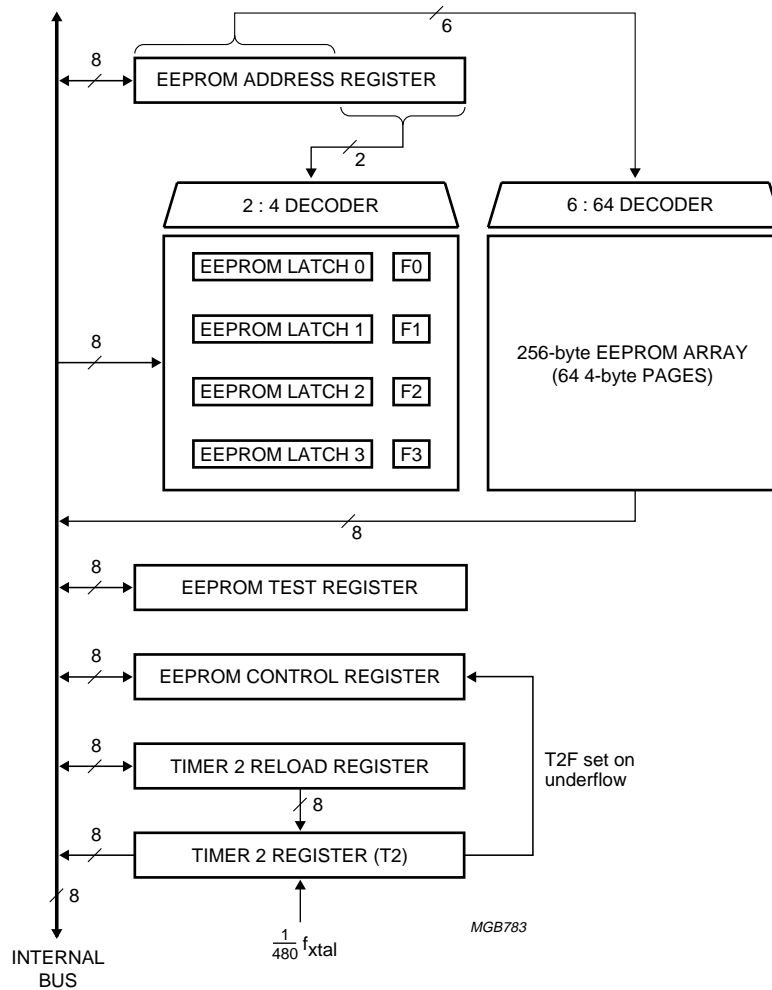 6
8
EEPROM ADDRESS REGISTER
2
2 : 4 DECODER
6 : 64 DECODER
EEPROM LATCH 0
F0
EEPROM LATCH 1
F1
8
EEPROM LATCH 2
F2
EEPROM LATCH 3
F3
256-byte EEPROM ARRAY
(64 4-byte PAGES)
8
8
EEPROM TEST REGISTER
8
EEPROM CONTROL REGISTER
T2F set on
underflow
8
TIMER 2 RELOAD REGISTER
8
8
TIMER 2 REGISTER (T2)
8
1/480 fxtal
MGB783
INTERNAL
BUS